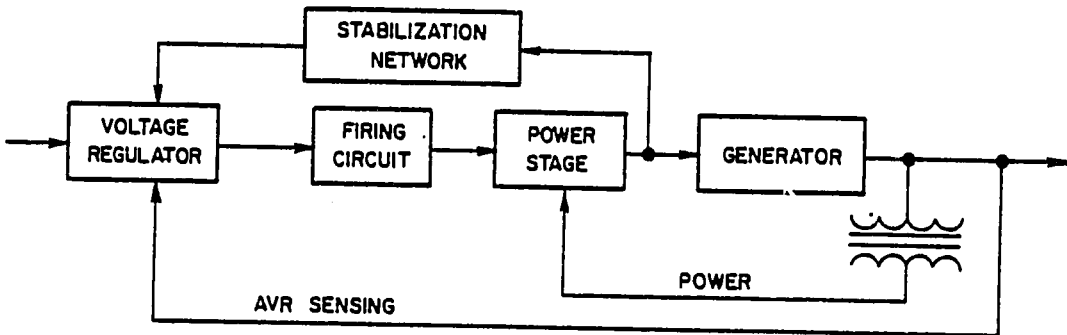 STABILIZATION
NETWORK
VOLTAGE
REGULATOR
FIRING
CIRCUIT
POWER
STAGE
GENERATOR
POWER
AVR SENSING